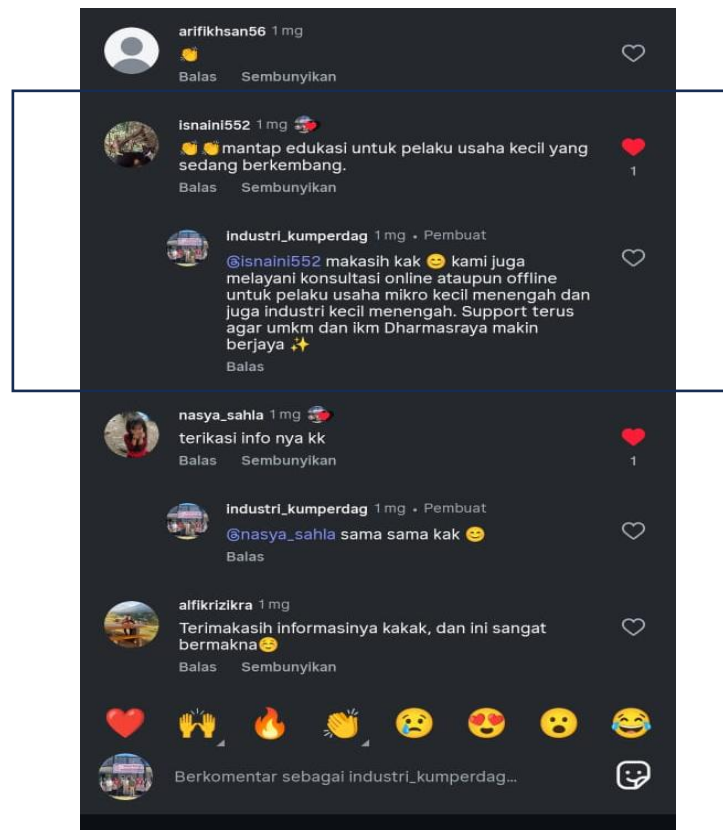 arifikhsan56 1 mg
👏
Balas Sembunyikan
isnaini552 1 mg
👏👏mantap edukasi untuk pelaku usaha kecil yang
sedang berkembang.
1
Balas Sembunyikan
industri_kumperdag 1 mg • Pembuat
@isnaini552 makasih kak 😊 kami juga
melayani konsultasi online ataupun offline
untuk pelaku usaha mikro kecil menengah dan
juga industri kecil menengah. Support terus
agar umkm dan ikm Dharmasraya makin
berjaya ✨
Balas
nasya_sahla 1 mg
terikasi info nya kk
Balas Sembunyikan
1
industri_kumperdag 1 mg • Pembuat
@nasya_sahla sama sama kak 😊
Balas
alfikrizikra 1 mg
Terimakasih informasinya kakak, dan ini sangat
bermakna☺️
Balas Sembunyikan
Berkomentar sebagai industri_kumperdag...